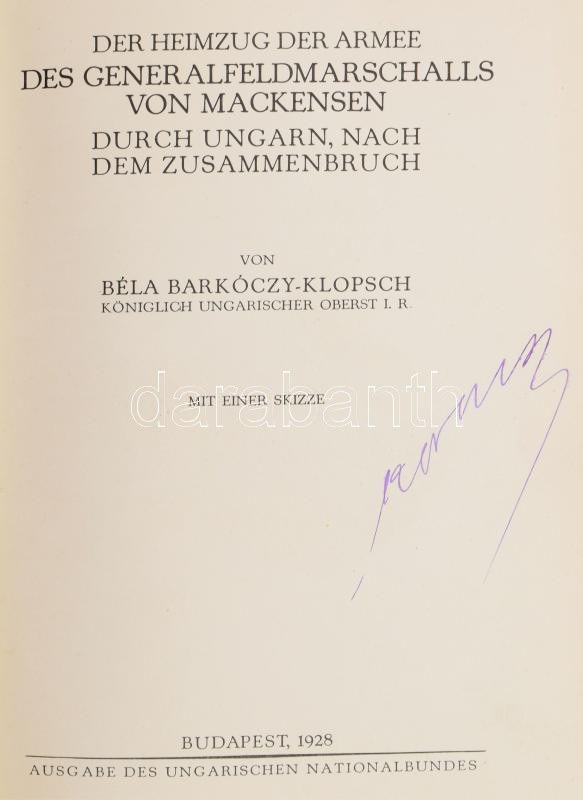 DER HEIMZUG DER ARMEE
DES GENERALFELDMARSCHALLS
VON MACKENSEN
DURCH UNGARN, NACH
DEM ZUSAMMENBRUCH
VON
BÉLA BARKÓCZY-KLOPSCH
KÖNIGLICH UNGARISCHER OBERST I. R.
darabanth
MIT EINER SKIZZE
BUDAPEST, 1928
AUSGABE DES UNGARISCHEN NATIONALBUNDES